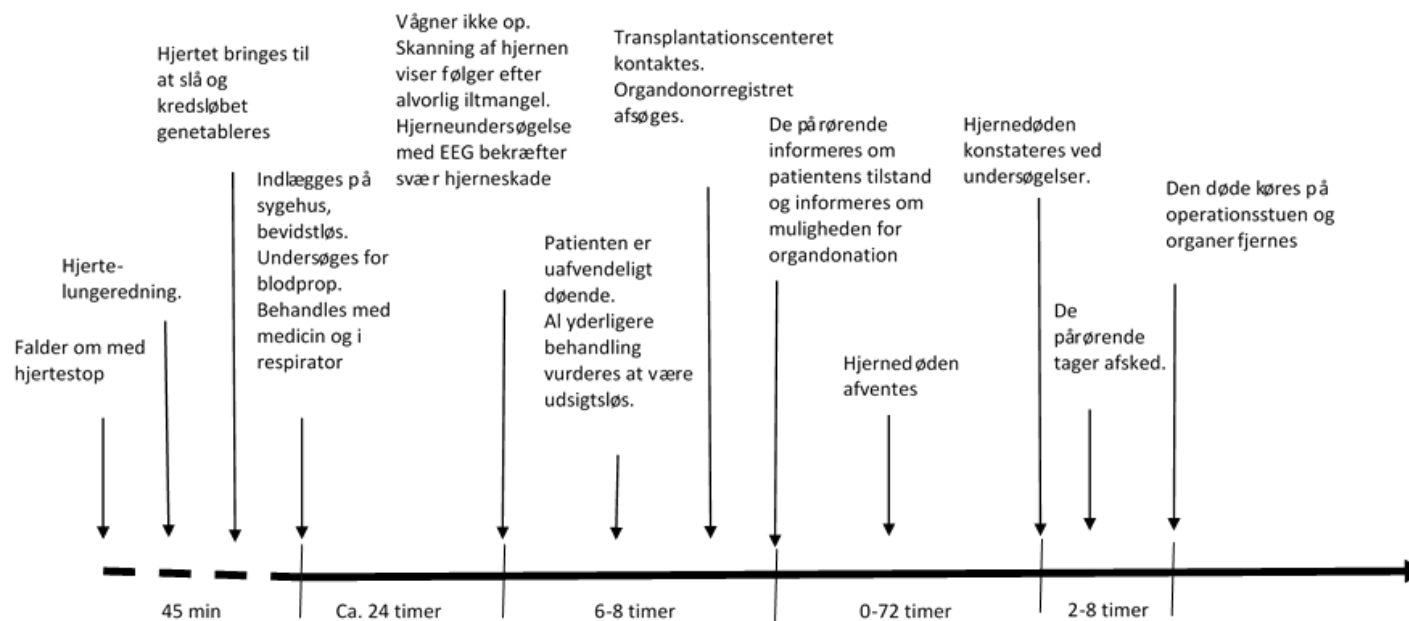 Falder om med
hjertestop
Hjerte-
lungeredning.
Hjertet bringes til
at slå og
kredsløbet
genetableres
Indlægges på
sygehus,
bevidstløs.
Undersøges for
blodprop.
Behandles med
medicin og i
respirator
Vågner ikke op.
Skanning af hjernen
viser følger efter
alvorlig iltmangel.
Hjerneundersøgelse
med EEG bekræfter
svær hjerneskade
Patienten er
uafvendeligt
døende.
Al yderligere
behandling
vurderes at være
udsigtsløs.
Transplantationscenteret
kontaktes.
Organdonorregistret
afsøges.
De pårørende
informeres om
patientens tilstand
og informeres om
muligheden for
organdonation
Hjernedøden
afventes
Hjernedøden
konstateres ved
undersøgelser.
De
pårørende
tager afsked.
Den døde køres på
operationsstuen og
organer fjernes
45 min
Ca. 24 timer
6-8 timer
0-72 timer
2-8 timer